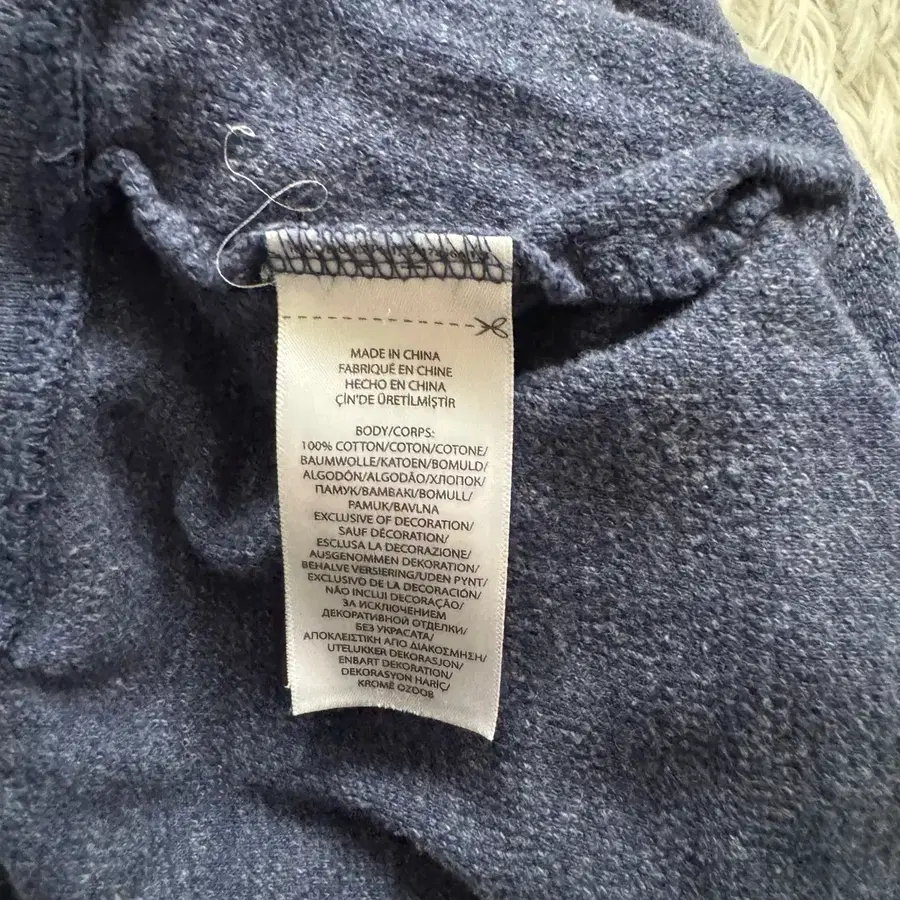 MADE IN CHINA
FABRIQUÉ EN CHINE
HECHO EN CHINA
ÇİN'DE ÜRETİLMİŞTİR
BODY/CORPS:
100% COTTON/COTON/COTONE/
BAUMWOLLE/KATOEN/BOMULD/
ALGODÓN/ALGODÃO/ХЛОПОК/
ПАМУК/ΒΑΜΒΑΚΙ/BOMULL/
PAMUK/BAVLNA
EXCLUSIVE OF DECORATION/
SAUF DÉCORATION/
ESCLUSA LA DECORAZIONE/
AUSGENOMMEN DEKORATION/
BEHALVE VERSIERING/UDEN PYNT/
EXCLUSIVO DE LA DECORACIÓN/
NÃO INCLUI DECORAÇÃO/
ЗА ИСКЛЮЧЕНИЕМ
ДЕКОРАТИВНОЙ ОТДЕЛКИ/
БЕЗ УКРАСАТА/
ΑΠΟΚΛΕΙΣΤΙΚΗ ΑΠΟ ΔΙΑΚΟΣΜΗΣΗ/
UTELUKKER DEKORASJON/
ENBART DEKORATION/
DEKORASYON HARİÇ/
KROMĚ OZDOB